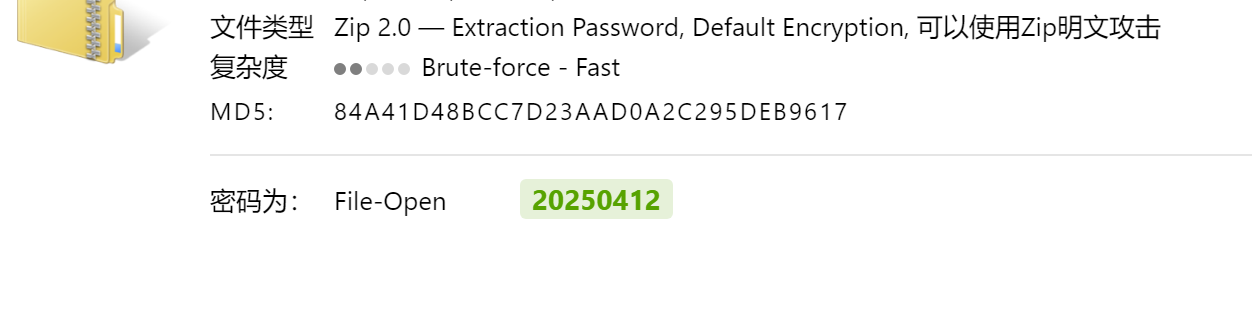 文件类型 Zip 2.0 — Extraction Password, Default Encryption, 可以使用Zip明文攻击
复杂度 Brute-force - Fast
MD5: 84A41D48BCC7D23AAD0A2C295DEB9617
密码为： File-Open 20250412